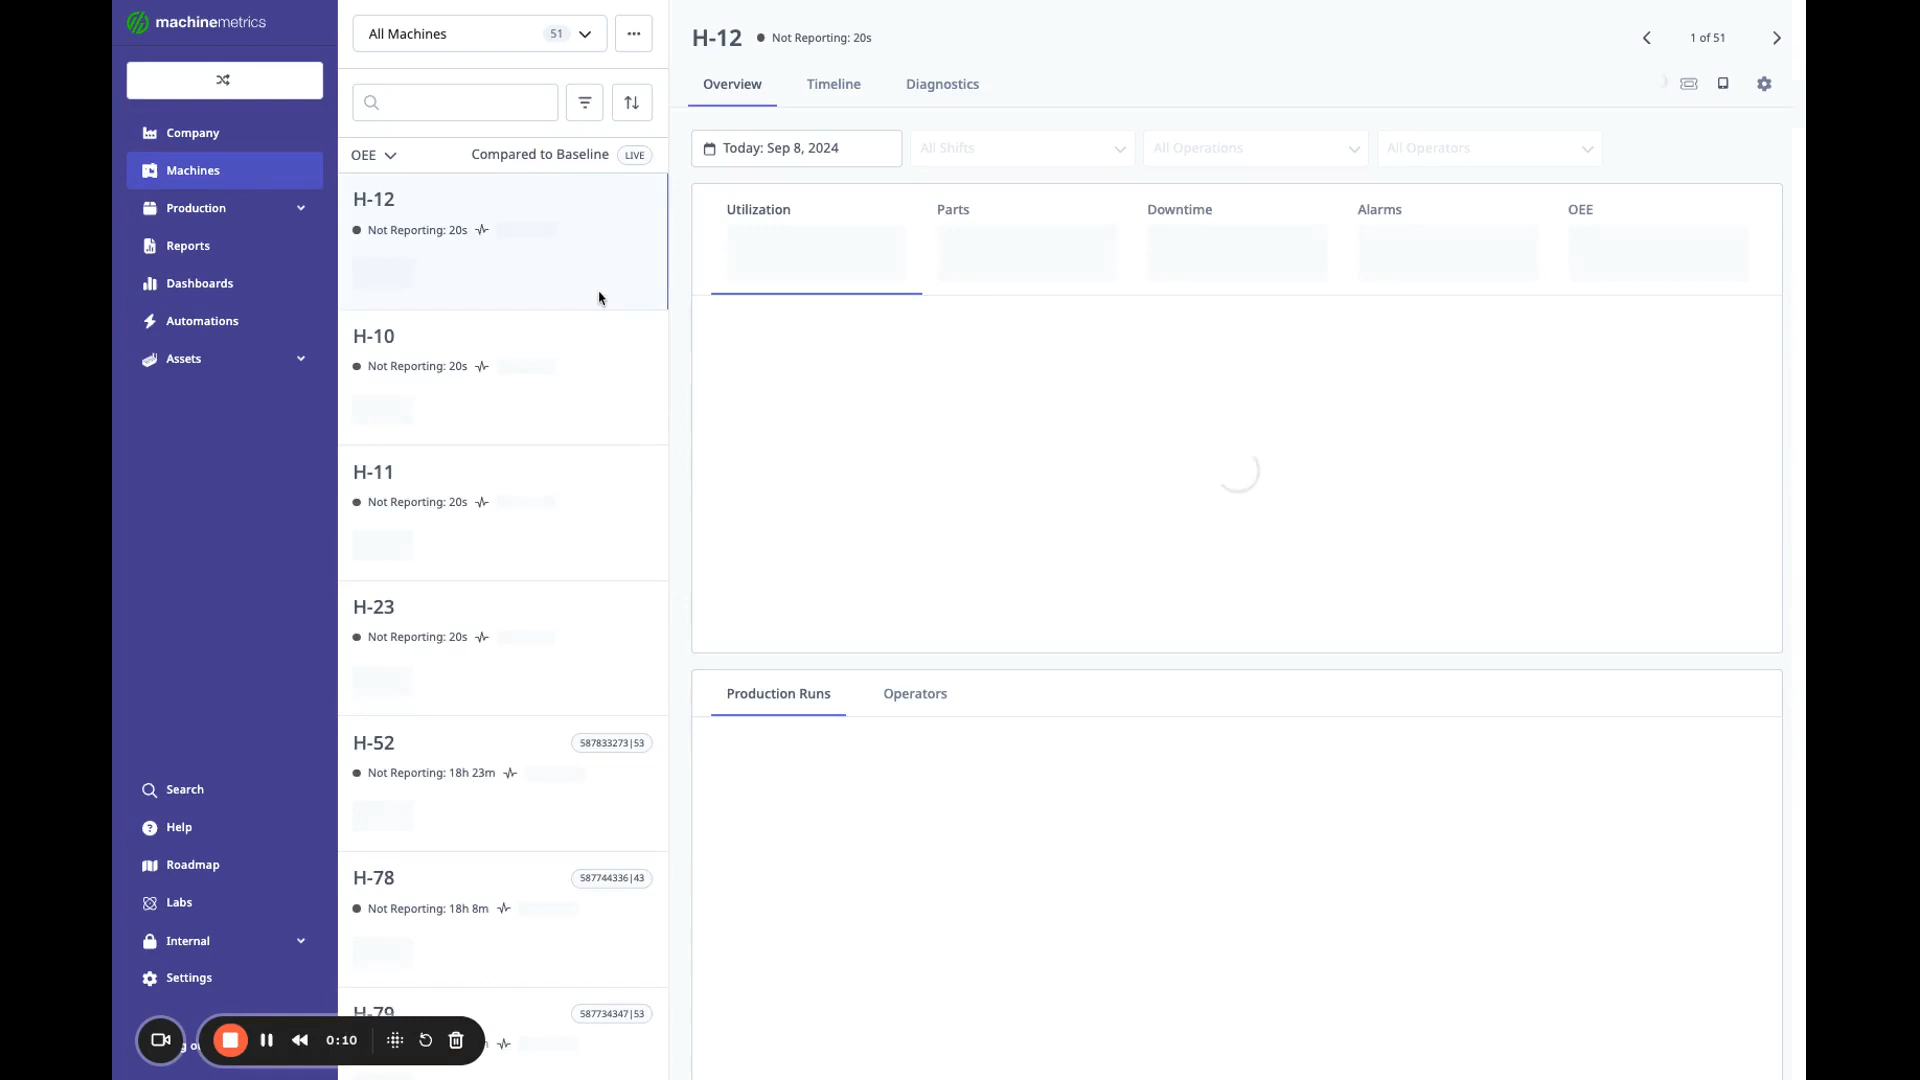 machinemetrics
Company
Machines
Production
Reports
Dashboards
Automations
Assets
Search
Help
Roadmap
Labs
Internal
Settings
0:10
All Machines 51
OEE Compared to Baseline LIVE
H-12
Not Reporting: 20s
H-10
Not Reporting: 20s
H-11
Not Reporting: 20s
H-23
Not Reporting: 20s
H-52 587833273|53
Not Reporting: 18h 23m
H-78 587744336|43
Not Reporting: 18h 8m
H-79 587734347|53
H-12 Not Reporting: 20s 1 of 51
Overview Timeline Diagnostics
Today: Sep 8, 2024 All Shifts All Operations All Operators
Utilization Parts Downtime Alarms OEE
Production Runs Operators